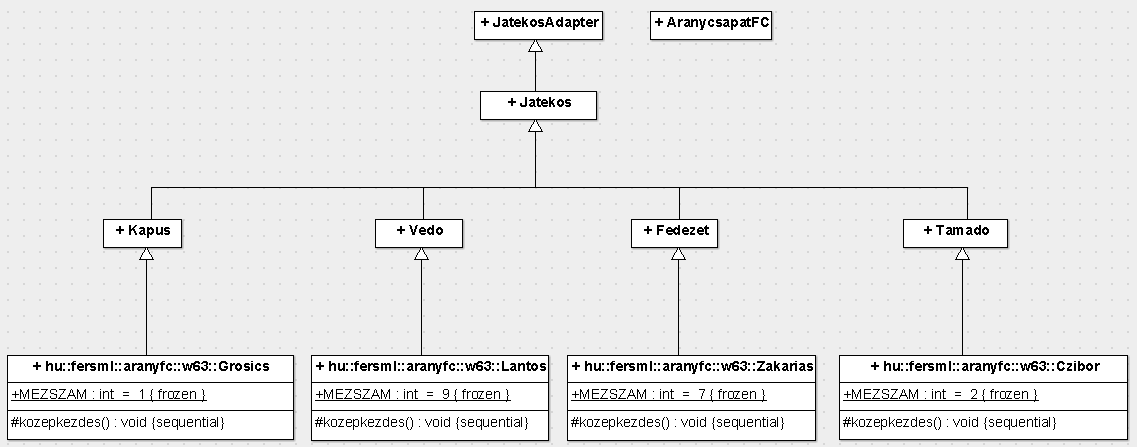 + JatekosAdapter
+ AranycsapatFC
+ Jatekos
+ Kapus
+ Vedo
+ Fedezet
+ Tamado
+ hu::fersml::aranyfc::w63::Grosics
+MEZSZAM : int = 1 { frozen }
#kozepkezdes() : void {sequential}
+ hu::fersml::aranyfc::w63::Lantos
+MEZSZAM : int = 9 { frozen }
#kozepkezdes() : void {sequential}
+ hu::fersml::aranyfc::w63::Zakarias
+MEZSZAM : int = 7 { frozen }
#kozepkezdes() : void {sequential}
+ hu::fersml::aranyfc::w63::Czibor
+MEZSZAM : int = 2 { frozen }
#kozepkezdes() : void {sequential}